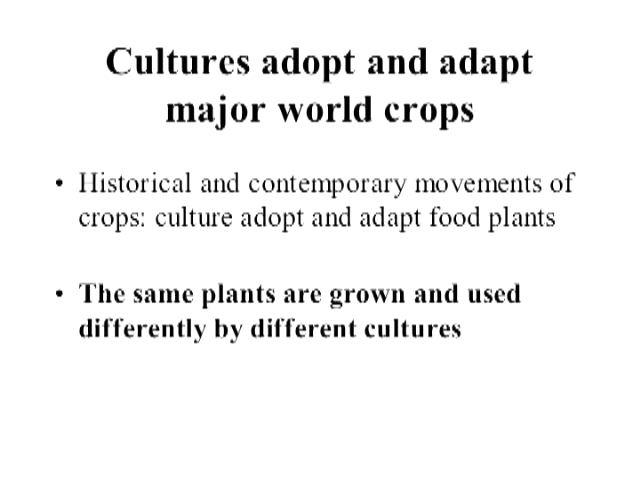 Cultures adopt and adapt
major world crops
• Historical and contemporary movements of
crops: culture adopt and adapt food plants
• The same plants are grown and used
differently by different cultures